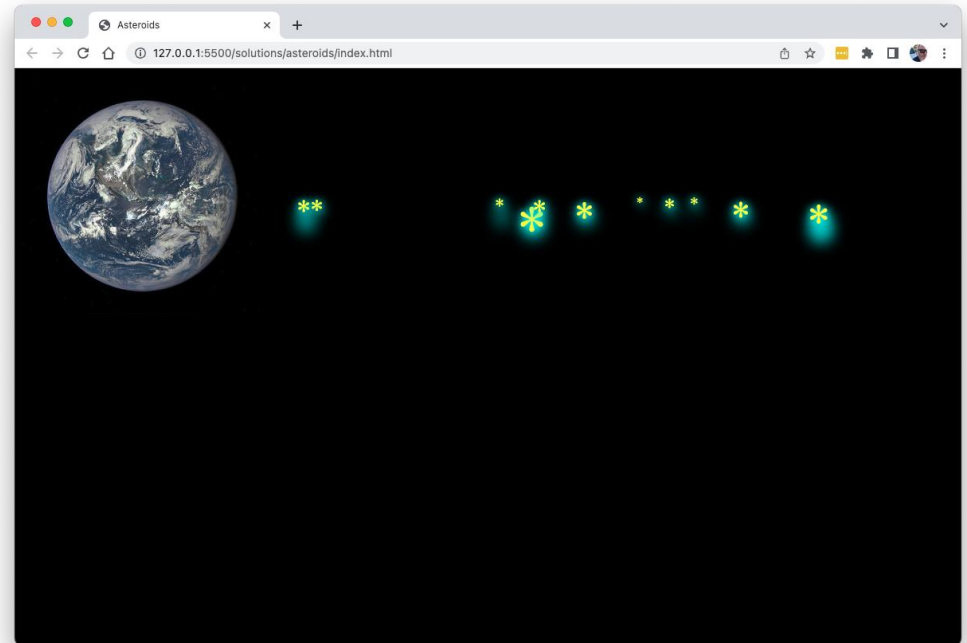 Asteroids
127.0.0.1:5500/solutions/asteroids/index.html
** * * * * * * * * *